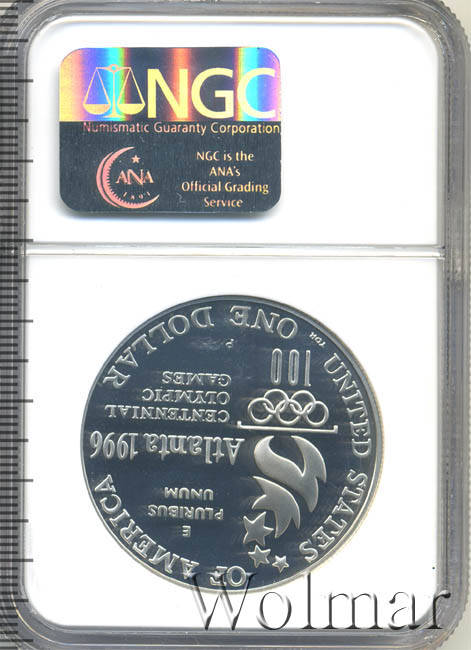 NGC
Numismatic Guaranty Corporation
ANA
1891
NGC is the
ANA's
Official Grading
Service
UNITED STATES OF AMERICA
E
PLURIBUS
UNUM
Atlanta 1996
CENTENNIAL
OLYMPIC
GAMES
100
P
ONE DOLLAR
Wolmar